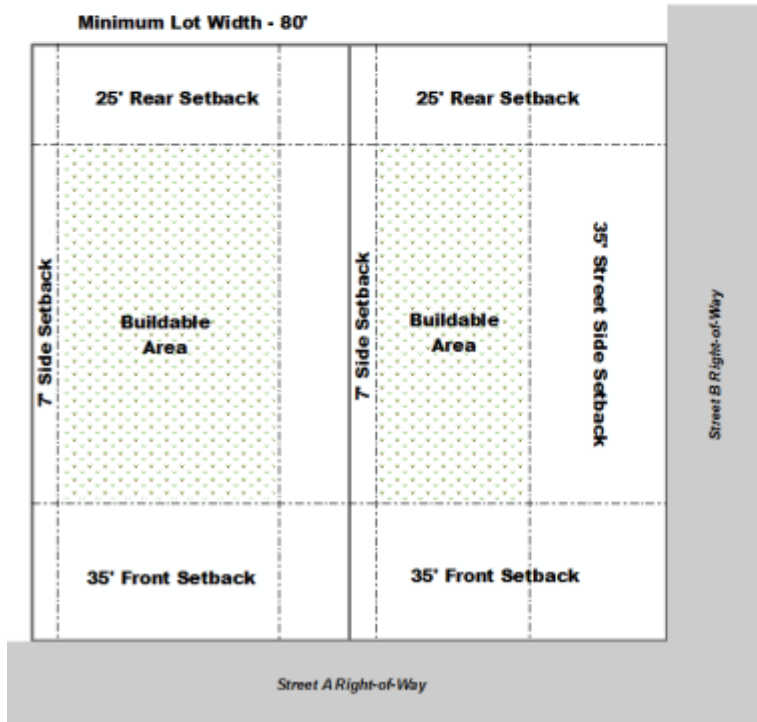 Minimum Lot Width - 80'
25' Rear Setback
25' Rear Setback
7' Side Setback
Buildable
Area
7' Side Setback
Buildable
Area
35' Street Side Setback
Street B Right-of-Way
35' Front Setback
35' Front Setback
Street A Right-of-Way